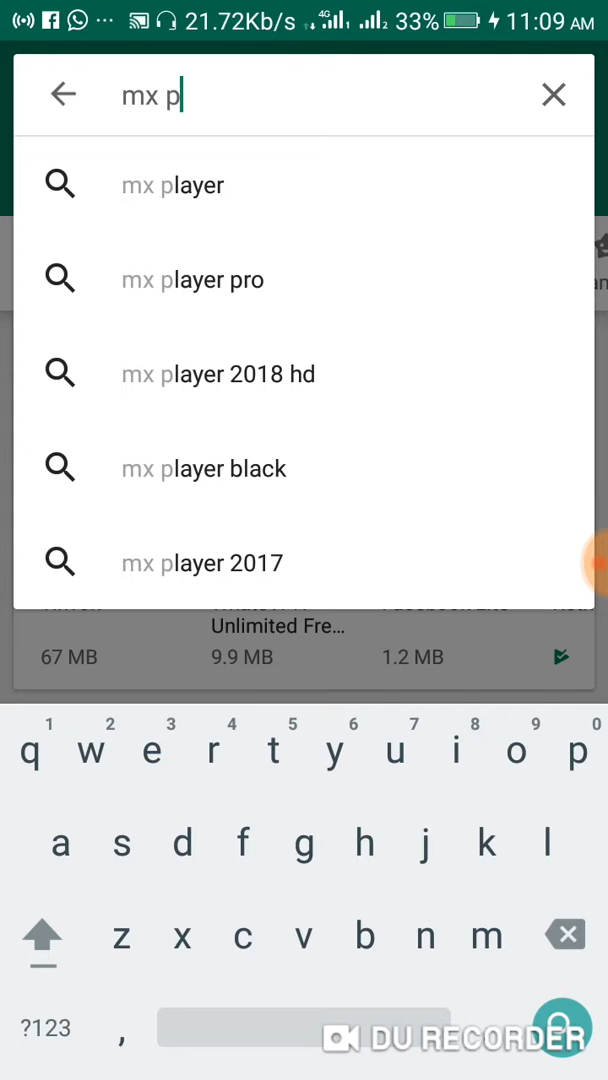 21.72Kb/s 4G 1 2 33% 11:09 AM
mx p
mx player
mx player pro
mx player 2018 hd
mx player black
mx player 2017
Unlimited Fre...
67 MB 9.9 MB 1.2 MB
1 2 3 4 5 6 7 8 9 0
q w e r t y u i o p
a s d f g h j k l
z x c v b n m
?123 ,
DU RECORDER